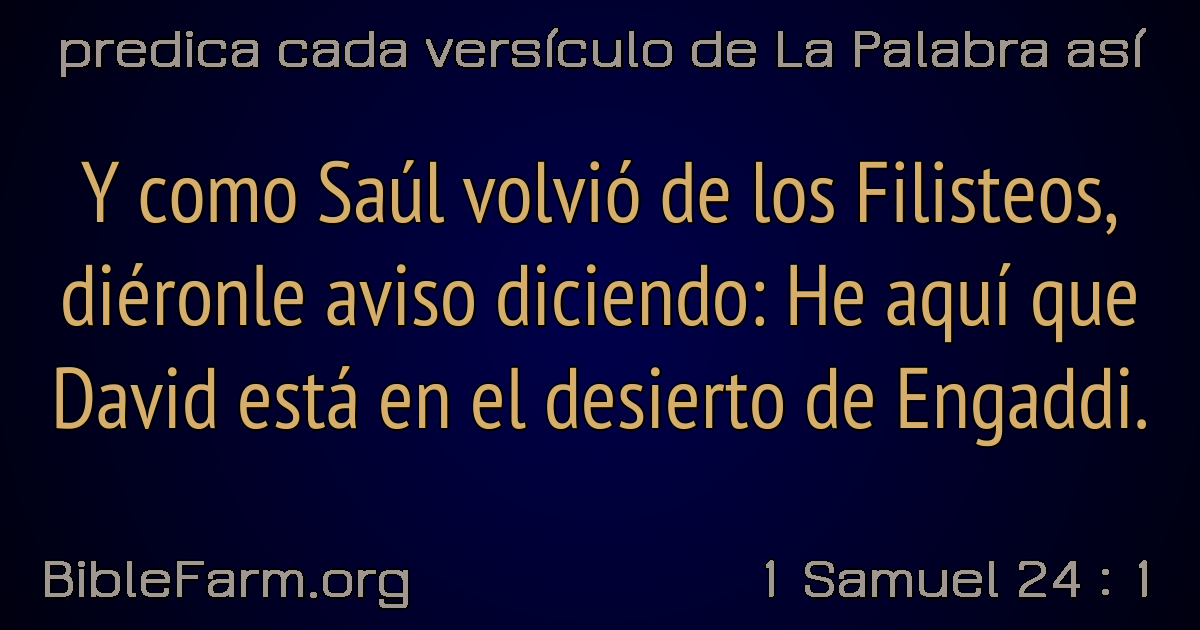 predica cada versículo de La Palabra así
Y como Saúl volvió de los Filisteos,
diéronle aviso diciendo: He aquí que
David está en el desierto de Engaddi.
BibleFarm.org
1 Samuel 24 : 1